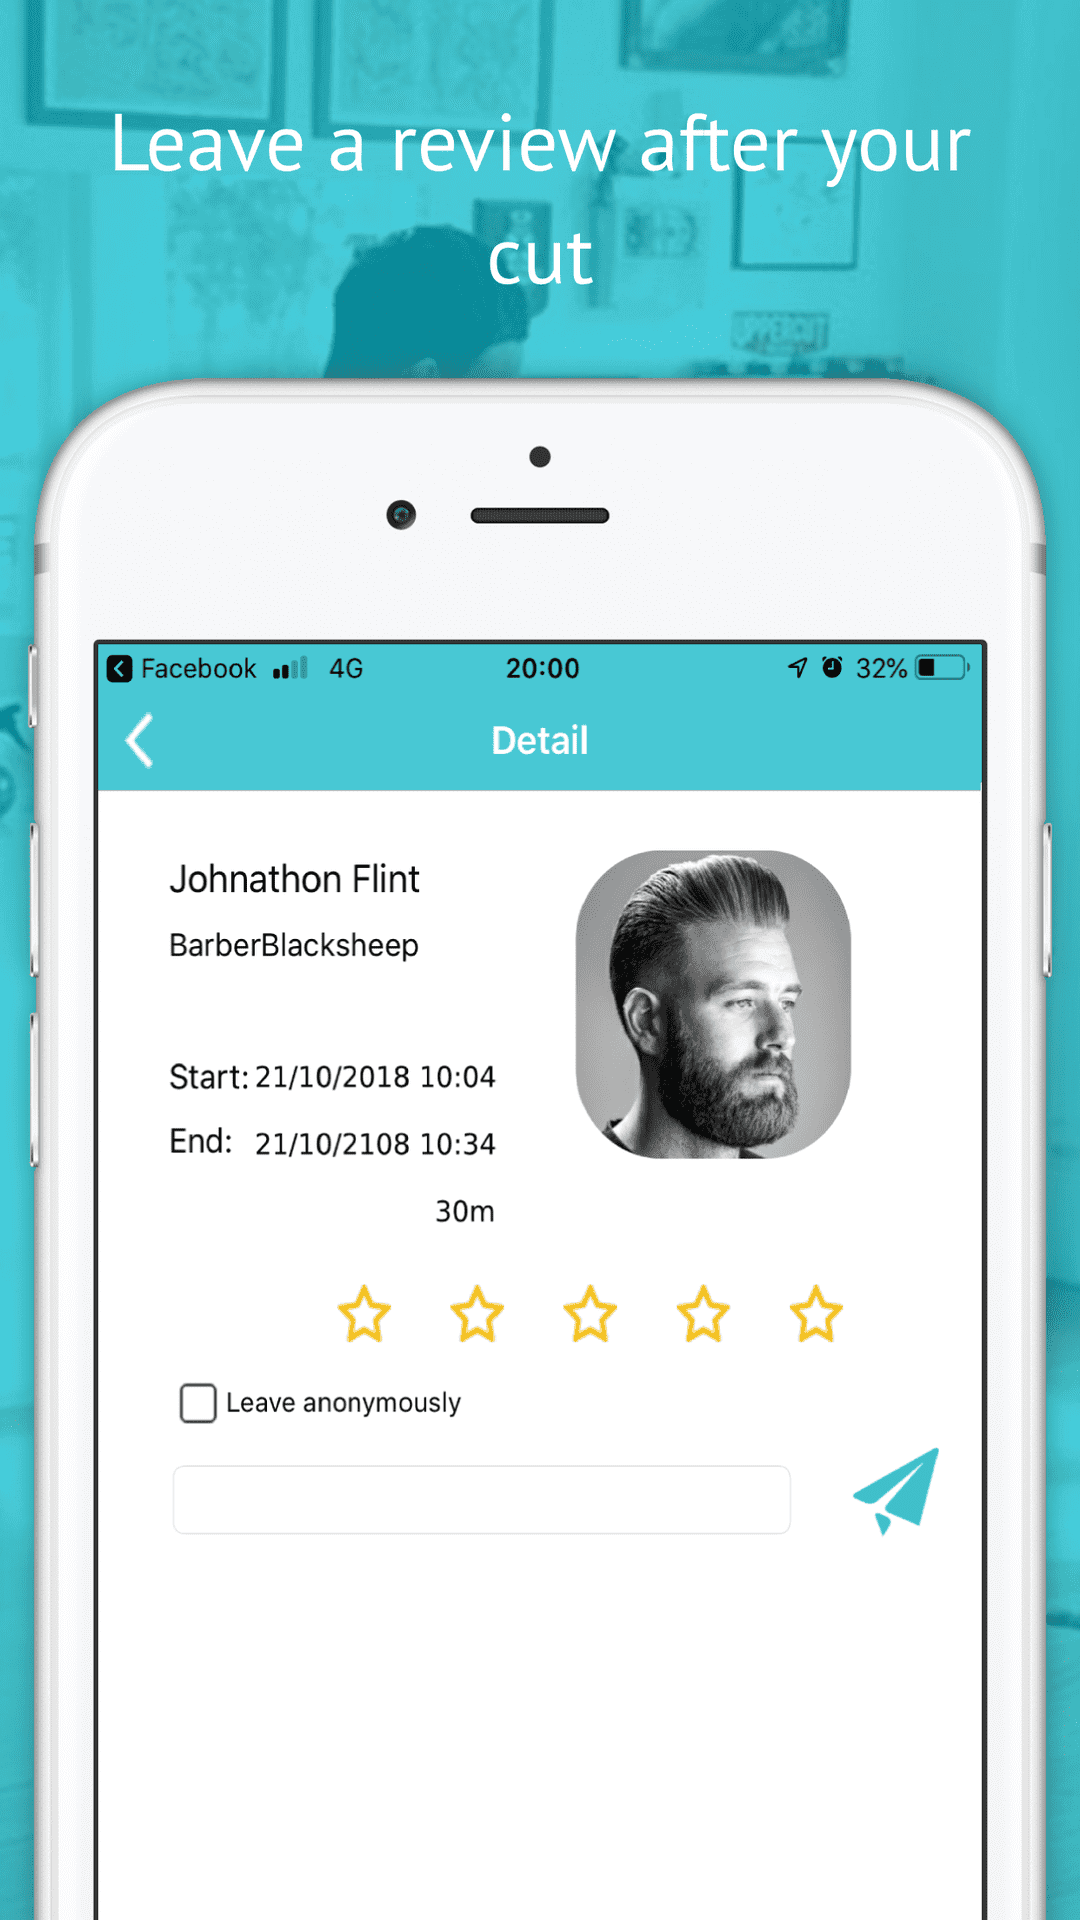 Leave a review after your
cut
UPPERCUT
Facebook 4G 20:00 32%
Detail
Johnathon Flint
BarberBlacksheep
Start: 21/10/2018 10:04
End: 21/10/2108 10:34
30m
Leave anonymously